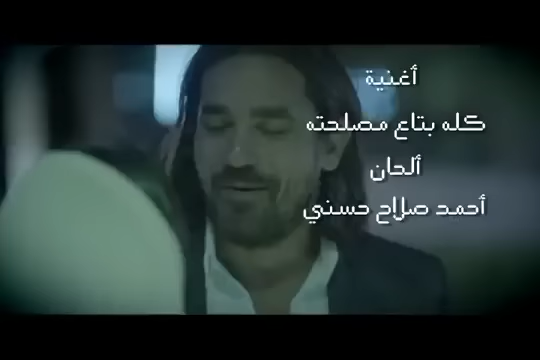 أغنية
كله بتاع مصلحته
ألحان
أحمد صلاح حسني